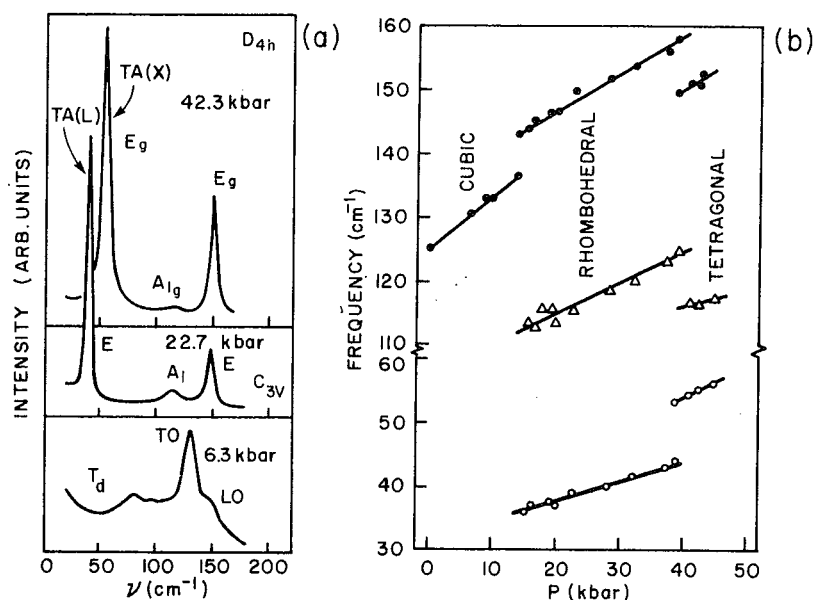 (a)
D4h
TA(X)
TA(L)
42.3 kbar
Eg
Eg
A1g
INTENSITY (ARB. UNITS)
22.7 kbar
E
A1
E
C3V
TO
6.3 kbar
Td
LO
0 50 100 150 200
ν (cm-1)
(b)
160
150
140
130
120
110
60
50
40
30
FREQUENCY (cm-1)
CUBIC
RHOMBOHEDRAL
TETRAGONAL
0 10 20 30 40 50
P (kbar)